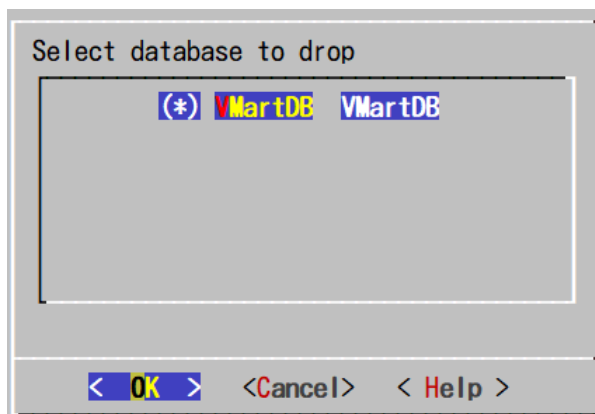 Select database to drop
(*) VMartDB VMartDB
< OK > <Cancel> < Help >